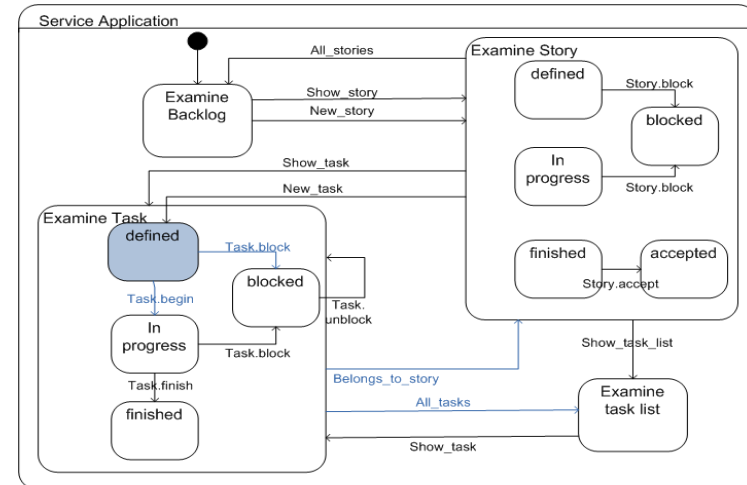 Service Application
All_stories
Examine Story
defined
Story.block
blocked
Examine
Backlog
Show_story
New_story
In
progress
Story.block
Show_task
New_task
Examine Task
defined
Task.block
finished
accepted
Story.accept
blocked
Task.
unblock
Task.begin
In
progress
Task.block
Show_task_list
Belongs_to_story
Task.finish
finished
All_tasks
Examine
task list
Show_task